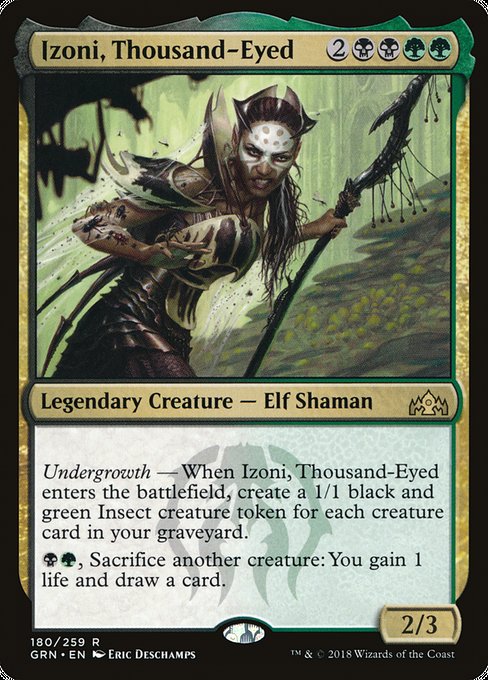 Izoni, Thousand-Eyed 2
Legendary Creature — Elf Shaman
Undergrowth — When Izoni, Thousand-Eyed
enters the battlefield, create a 1/1 black and
green Insect creature token for each creature
card in your graveyard.
, Sacrifice another creature: You gain 1
life and draw a card.
2/3
180/259 R
GRN • EN Eric Deschamps
™ & © 2018 Wizards of the Coast